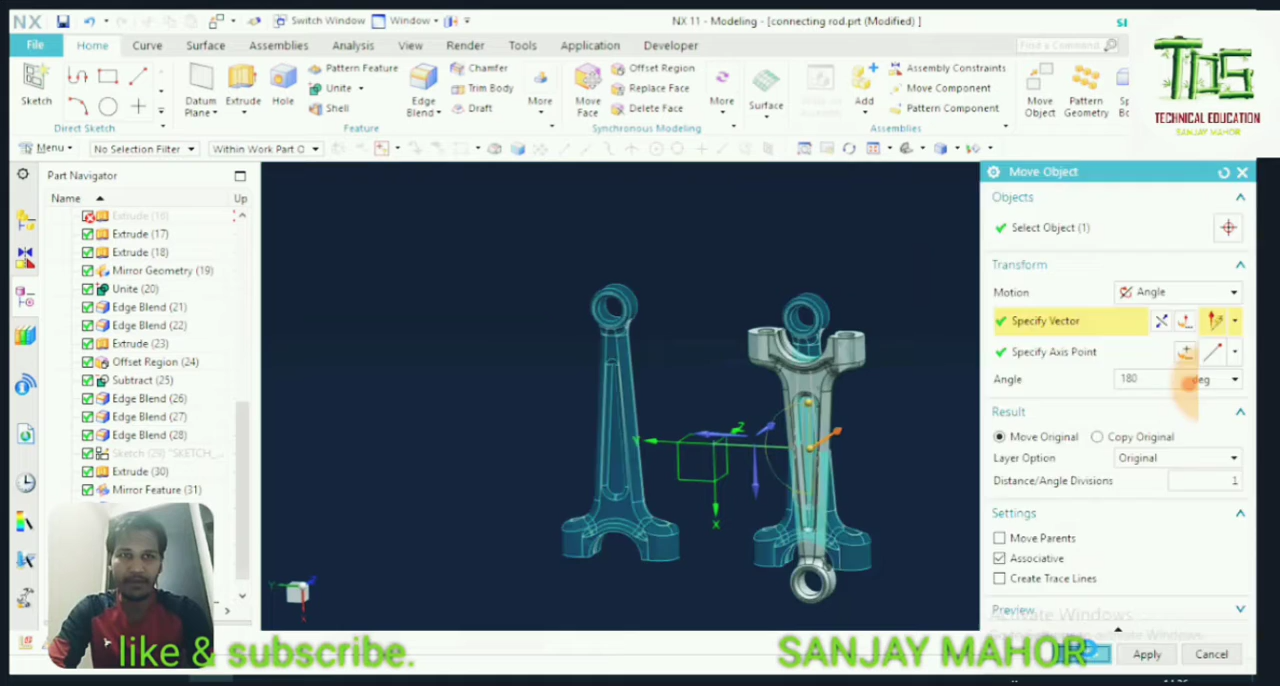 NX Switch Window Window NX 11 - Modeling - [connecting rod.prt (Modified) ] SI
File Home Curve Surface Assemblies Analysis View Render Tools Application Developer Find a Command
Sketch
Direct Sketch
Datum Plane Extrude Hole
Pattern Feature
Unite
Shell
Edge Blend
Chamfer
Trim Body
Draft
More
Feature
Move Face
Offset Region
Replace Face
Delete Face
More
Synchronous Modeling
Surface
Add
Assembly Constraints
Move Component
Pattern Component
Assemblies
Move Object
Pattern Geometry
TDS
TECHNICAL EDUCATION
SANJAY MAHOR
Menu No Selection Filter Within Work Part O
Part Navigator
Name Up
Extrude (16)
Extrude (17)
Extrude (18)
Mirror Geometry (19)
Unite (20)
Edge Blend (21)
Edge Blend (22)
Extrude (23)
Offset Region (24)
Subtract (25)
Edge Blend (26)
Edge Blend (27)
Edge Blend (28)
Sketch (29) "SKETCH_...
Extrude (30)
Mirror Feature (31)
Z
Y
X
Y
Move Object
Objects
Select Object (1)
Transform
Motion Angle
Specify Vector
Specify Axis Point
Angle 180 deg
Result
Move Original Copy Original
Layer Option Original
Distance/Angle Divisions 1
Settings
Move Parents
Associative
Create Trace Lines
Preview
Activate Windows
Apply Cancel
like & subscribe. SANJAY MAHOR